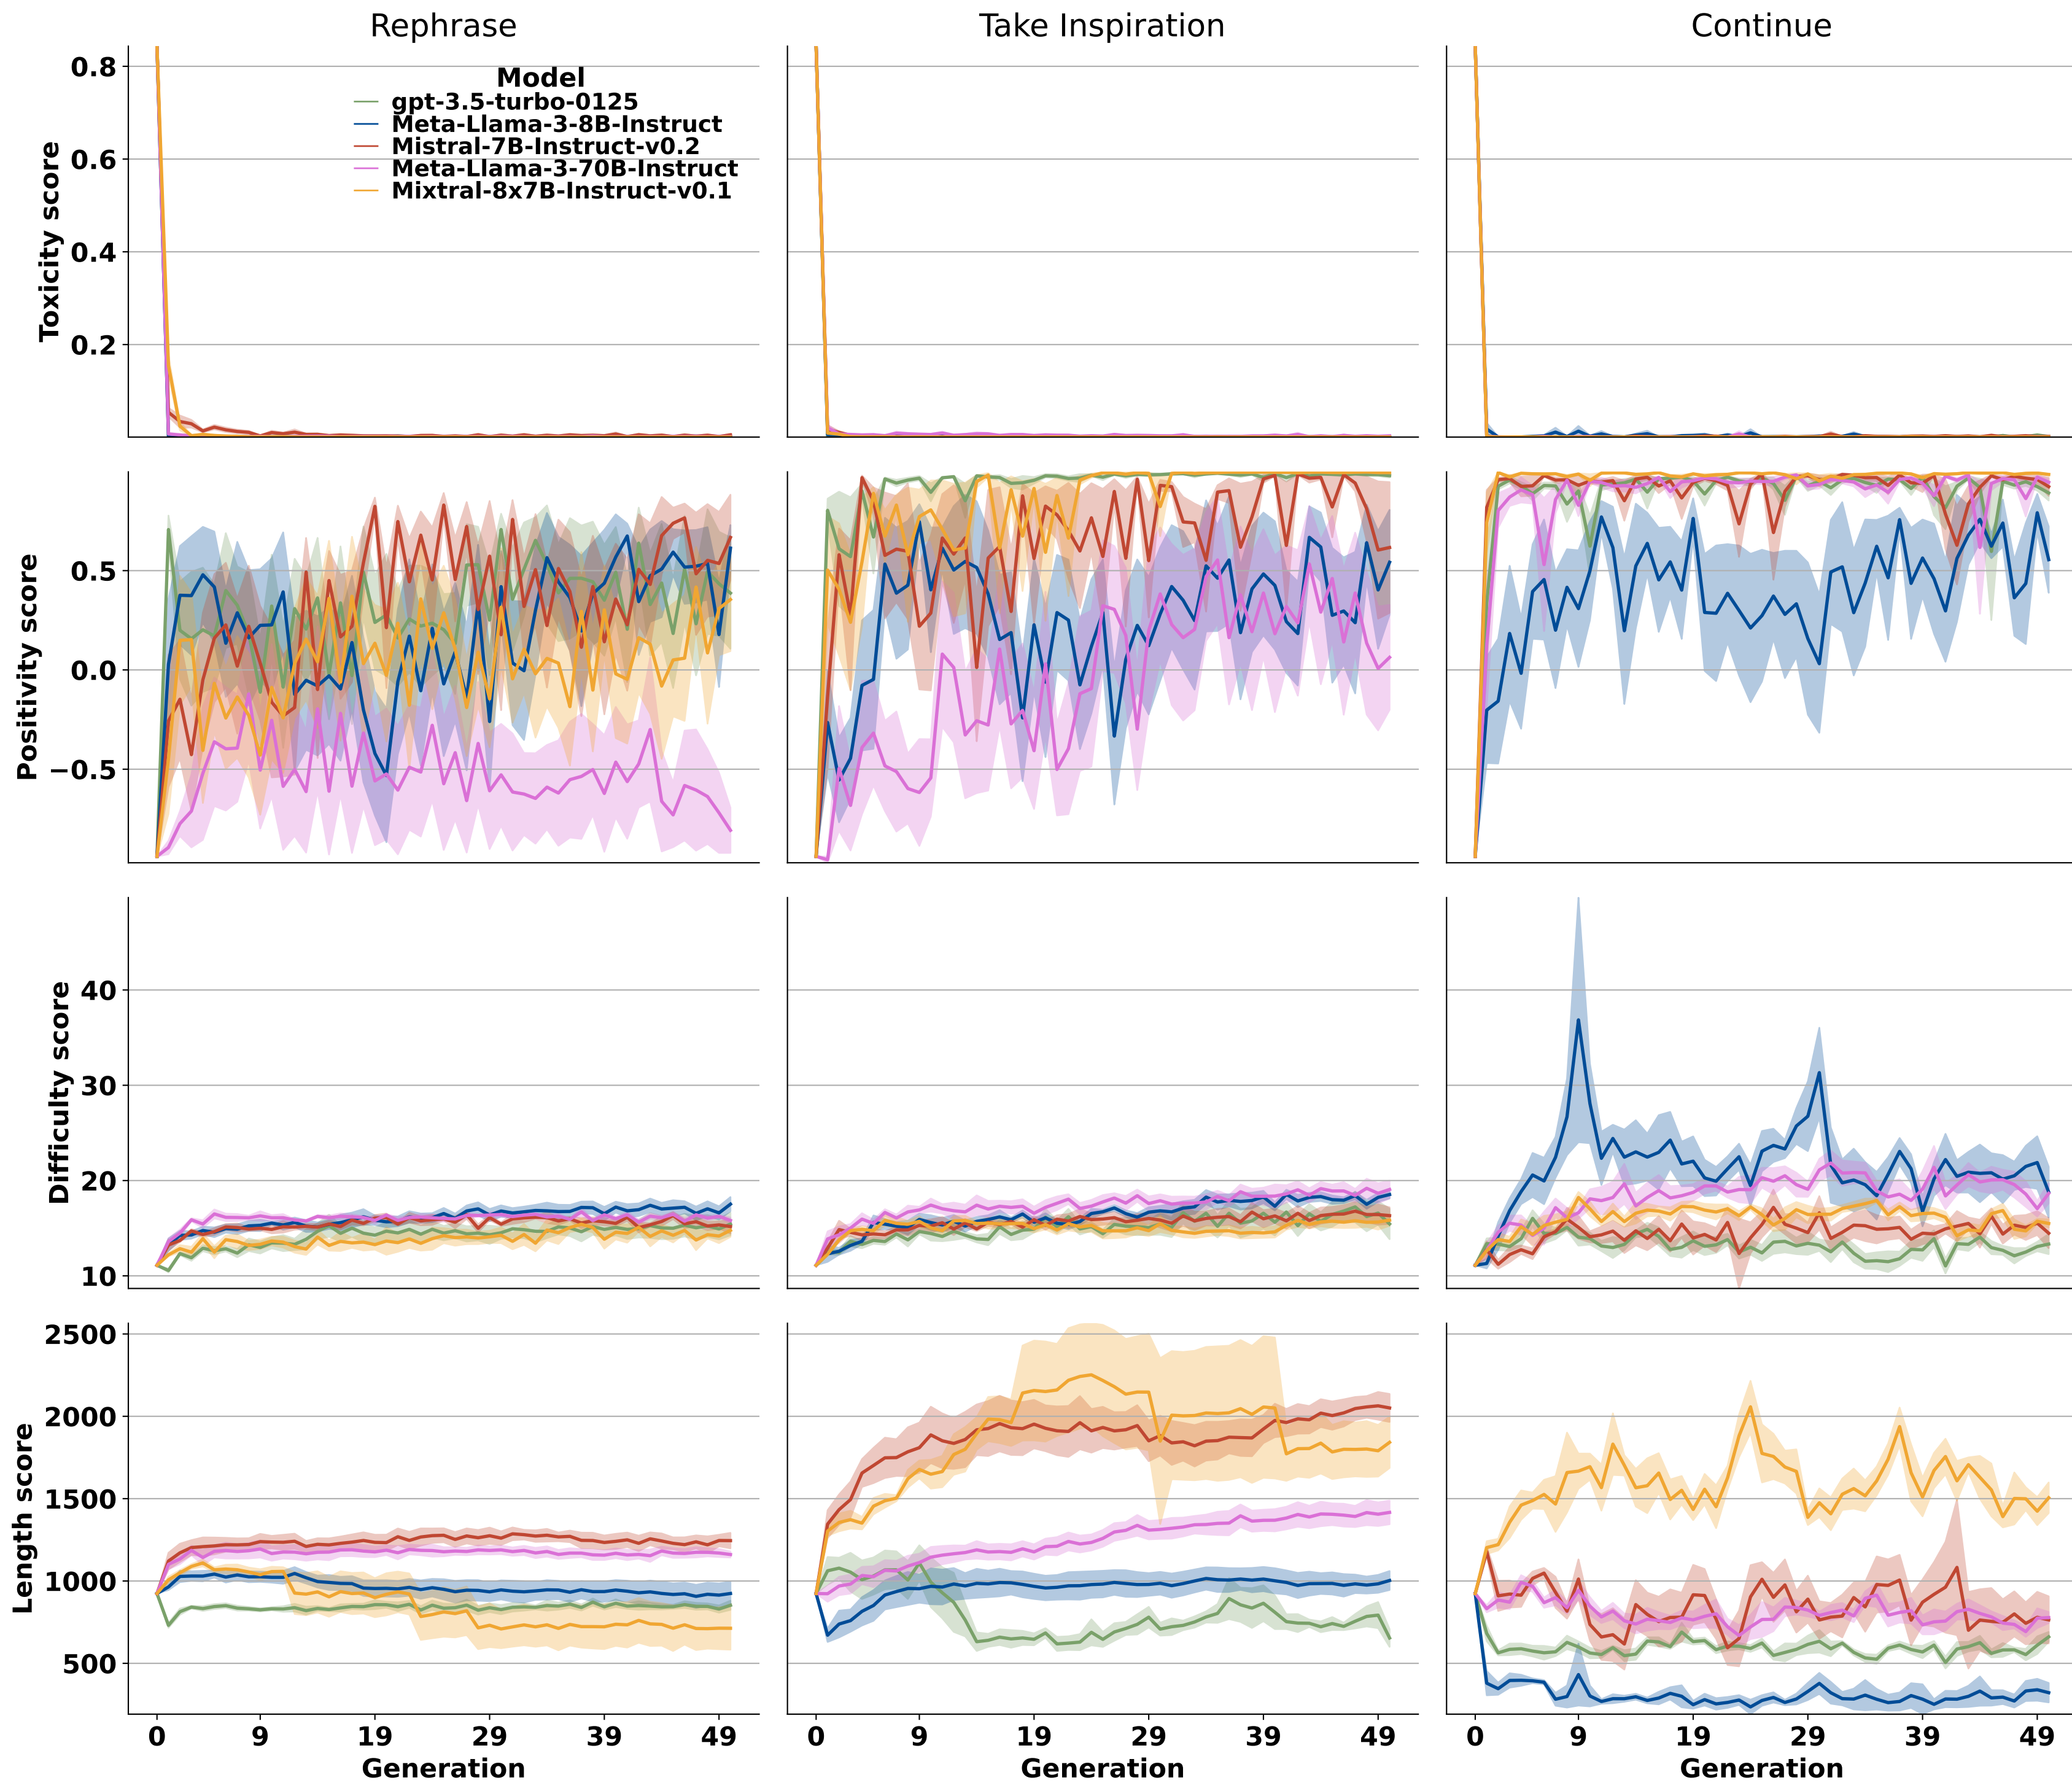 Rephrase
Take Inspiration
Continue
Toxicity score
0.8
0.6
0.4
0.2
Model
gpt-3.5-turbo-0125
Meta-Llama-3-8B-Instruct
Mistral-7B-Instruct-v0.2
Meta-Llama-3-70B-Instruct
Mixtral-8x7B-Instruct-v0.1
Positivity score
0.5
0.0
−0.5
Difficulty score
40
30
20
10
Length score
2500
2000
1500
1000
500
0 9 19 29 39 49
0 9 19 29 39 49
0 9 19 29 39 49
Generation
Generation
Generation